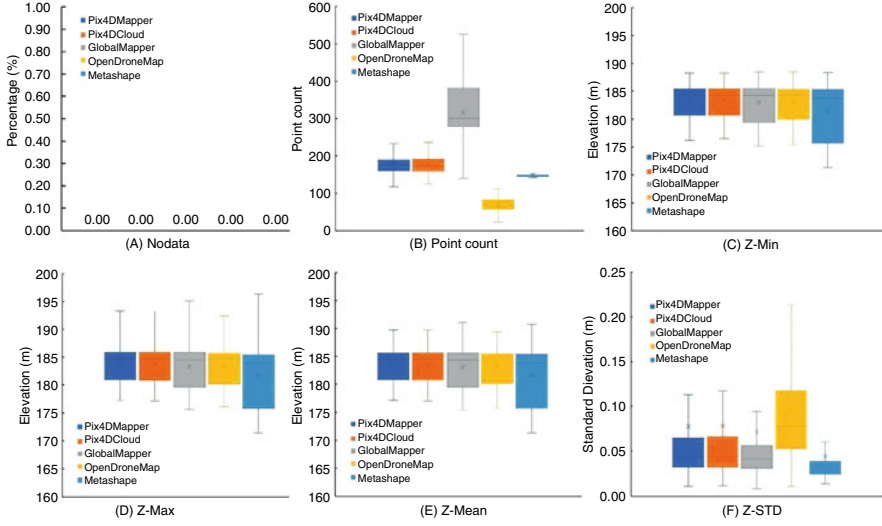 1.00
0.90
0.80
0.70
0.60
0.50
0.40
0.30
0.20
0.10
0.00
Percentage (%)
Pix4DMapper
Pix4DCloud
GlobalMapper
OpenDroneMap
Metashape
0.00 0.00 0.00 0.00 0.00
(A) Nodata
600
500
400
300
200
100
0
Point count
Pix4DMapper
Pix4DCloud
GlobalMapper
OpenDroneMap
Metashape
(B) Point count
200
195
190
185
180
175
170
165
160
Elevation (m)
Pix4DMapper
Pix4DCloud
GlobalMapper
OpenDroneMap
Metashape
(C) Z-Min
200
195
190
185
180
175
170
165
160
Elevation (m)
Pix4DMapper
Pix4DCloud
GlobalMapper
OpenDroneMap
Metashape
(D) Z-Max
200
195
190
185
180
175
170
165
160
Elevation (m)
Pix4DMapper
Pix4DCloud
GlobalMapper
OpenDroneMap
Metashape
(E) Z-Mean
0.25
0.20
0.15
0.10
0.05
0.00
Standard Dievation (m)
Pix4DMapper
Pix4DCloud
GlobalMapper
OpenDroneMap
Metashape
(F) Z-STD